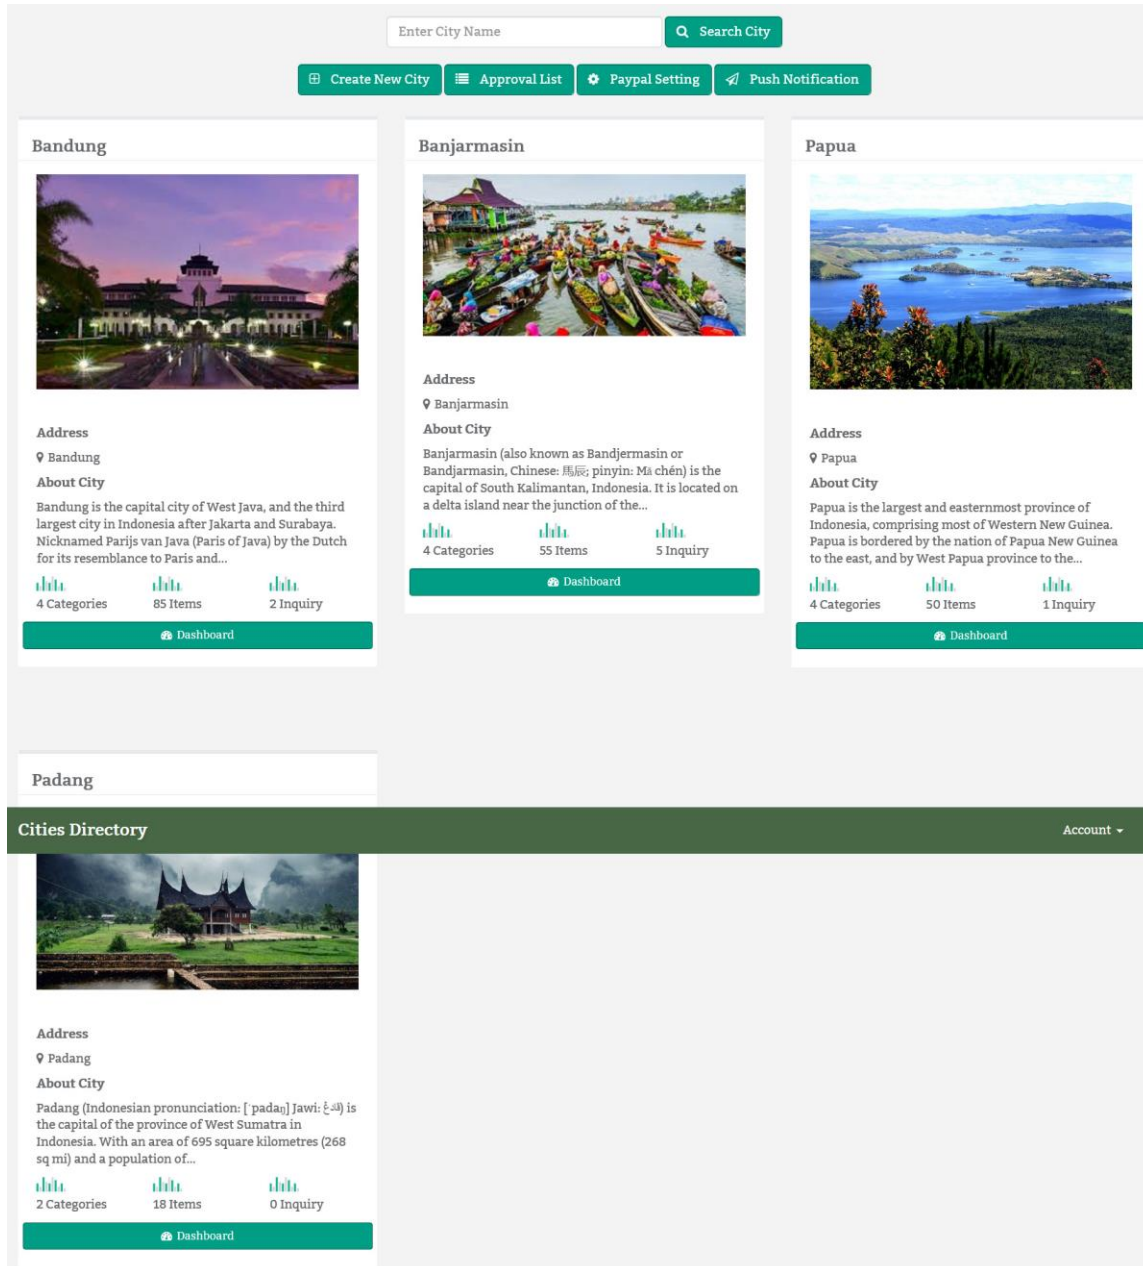 Enter City Name
Search City
Create New City
Approval List
Paypal Setting
Push Notification
Bandung
Address
Bandung
About City
Bandung is the capital city of West Java, and the third
largest city in Indonesia after Jakarta and Surabaya.
Nicknamed Parijs van Java (Paris of Java) by the Dutch
for its resemblance to Paris and...
4 Categories
85 Items
2 Inquiry
Dashboard
Banjarmasin
Address
Banjarmasin
About City
Banjarmasin (also known as Bandjermasin or
Bandjarmasin, Chinese: 馬辰; pinyin: Mǎ chén) is the
capital of South Kalimantan, Indonesia. It is located on
a delta island near the junction of the...
4 Categories
55 Items
5 Inquiry
Dashboard
Papua
Address
Papua
About City
Papua is the largest and easternmost province of
Indonesia, comprising most of Western New Guinea.
Papua is bordered by the nation of Papua New Guinea
to the east, and by West Papua province to the...
4 Categories
50 Items
1 Inquiry
Dashboard
Padang
Cities Directory
Account
Address
Padang
About City
Padang (Indonesian pronunciation: [ˈpadaŋ] Jawi: ) is
the capital of the province of West Sumatra in
Indonesia. With an area of 695 square kilometres (268
sq mi) and a population of...
2 Categories
18 Items
0 Inquiry
Dashboard